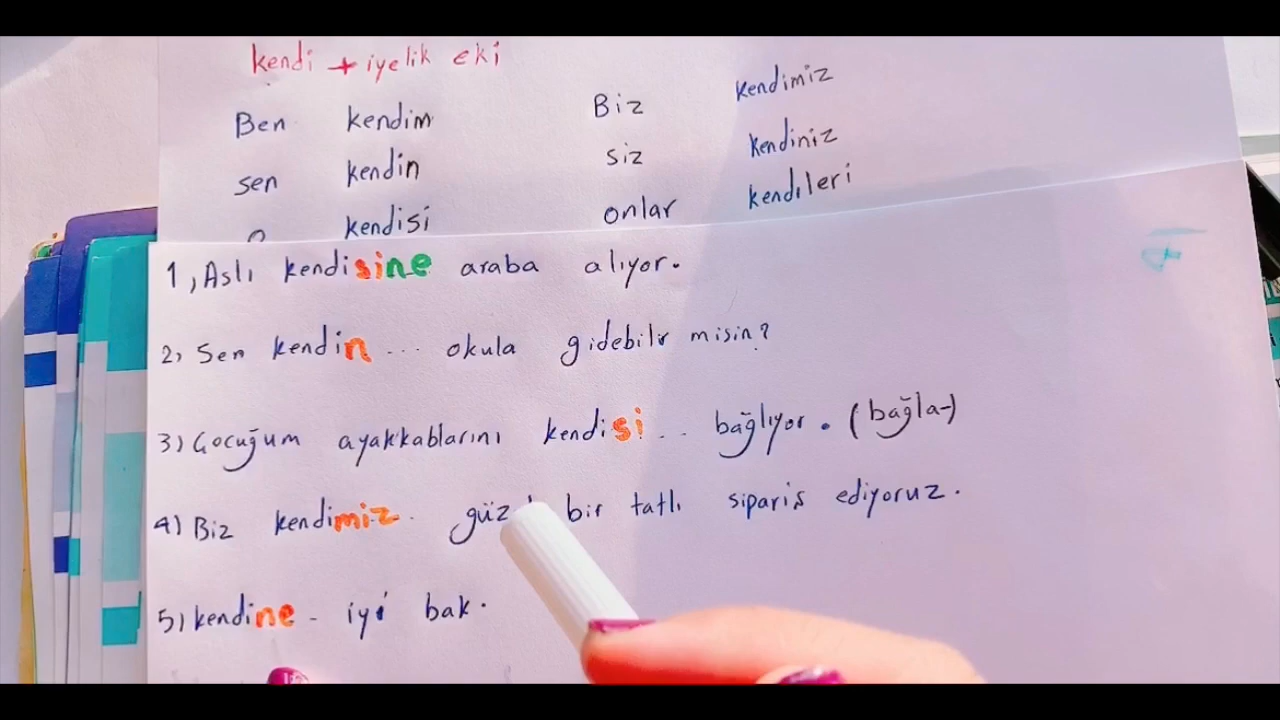 kendi + iyelik eki
Ben kendim Biz kendimiz
sen kendin siz kendiniz
o kendisi onlar kendileri
1, Aslı kendisine araba alıyor.
2) Sen kendin ... okula gidebilir misin?
3) Çocuğum ayakkablarını kendisi .. bağlıyor. (bağla-)
4) Biz kendimiz. bir tatlı sipariş ediyoruz.
5) kendine - iyi bak.